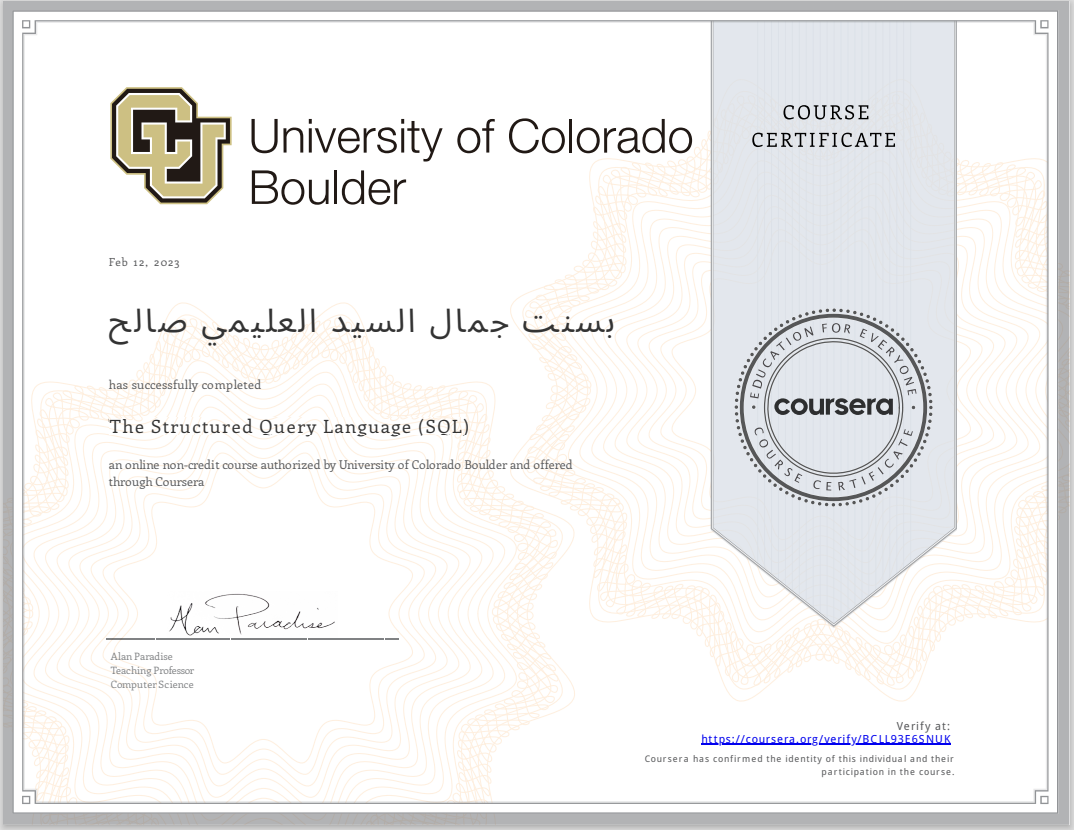 University of Colorado
Boulder
COURSE
CERTIFICATE
Feb 12, 2023
بسنت جمال السيد العليمي صالح
has successfully completed
The Structured Query Language (SQL)
an online non-credit course authorized by University of Colorado Boulder and offered
through Coursera
EDUCATION FOR EVERYONE
coursera
COURSE CERTIFICATE
Alan Paradise
Alan Paradise
Teaching Professor
Computer Science
Verify at:
https://coursera.org/verify/BCLL93E6SNUK
Coursera has confirmed the identity of this individual and their
participation in the course.